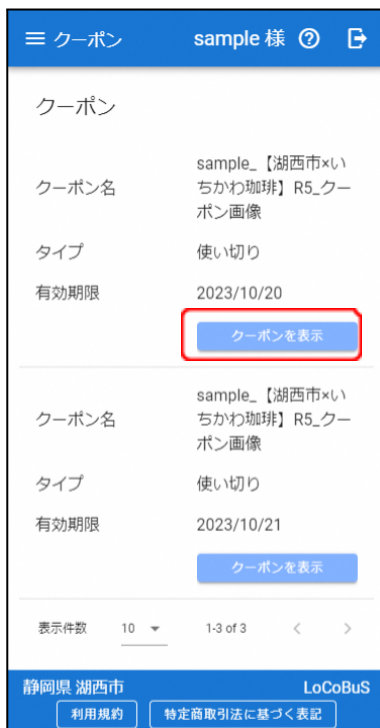 クーポン sample 様
クーポン
クーポン名
sample_【湖西市×い
ちかわ珈琲】R5_クー
ポン画像
タイプ 使い切り
有効期限 2023/10/20
クーポンを表示
クーポン名
sample_【湖西市×い
ちかわ珈琲】R5_クー
ポン画像
タイプ 使い切り
有効期限 2023/10/21
クーポンを表示
表示件数 10 1-3 of 3
静岡県 湖西市 LoCoBuS
利用規約 特定商取引法に基づく表記